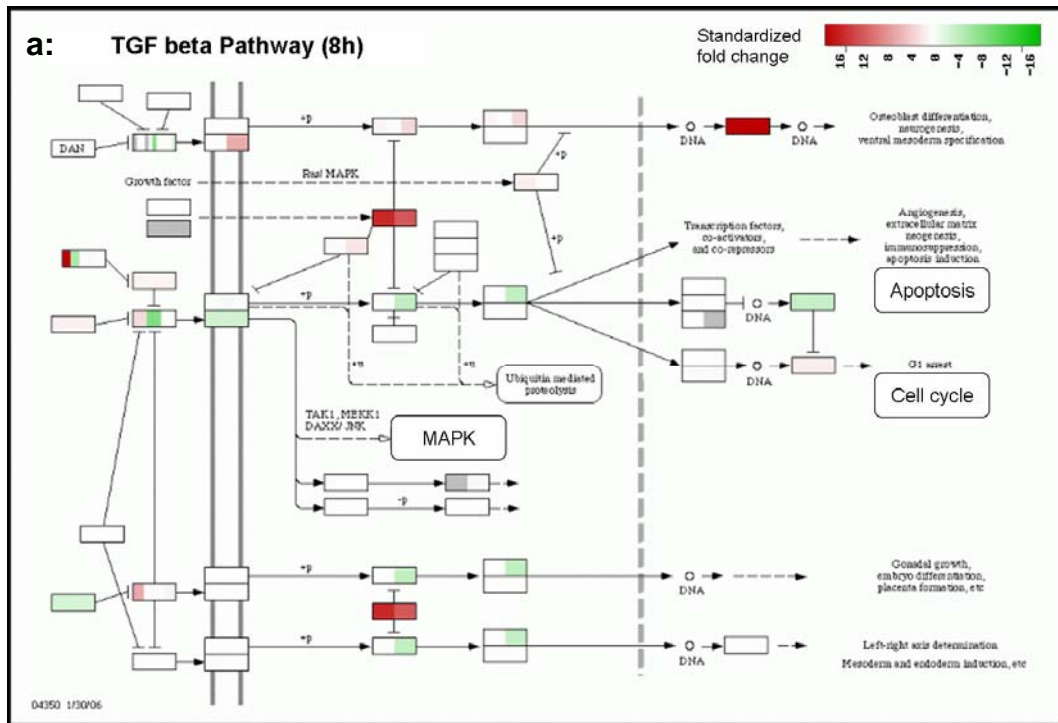 a: TGF beta Pathway (8h)
Standardized
fold change
16 12 8 4 0 -4 -8 -12 -16
DAN
+p
DNA
DNA
Osteoblast differentiation,
neurogenesis,
ventral mesoderm specification
+p
Growth factor
Ras/ MAPK
+p
Transcription factors,
co-activators,
and co-repressors
Angiogenesis,
extracellular matrix
neogenesis,
immunosuppression,
apoptosis induction
Apoptosis
+p
DNA
+u
+u
Ubiquitin mediated
proteolysis
DNA
G1 arrest
Cell cycle
TAK1, MEKK1
DAXX/ JNK
MAPK
-p
+p
DNA
Gonadal growth,
embryo differentiation,
placenta formation, etc
+p
DNA
Left-right axis determination
Mesoderm and endoderm induction, etc
04350 1/30/06